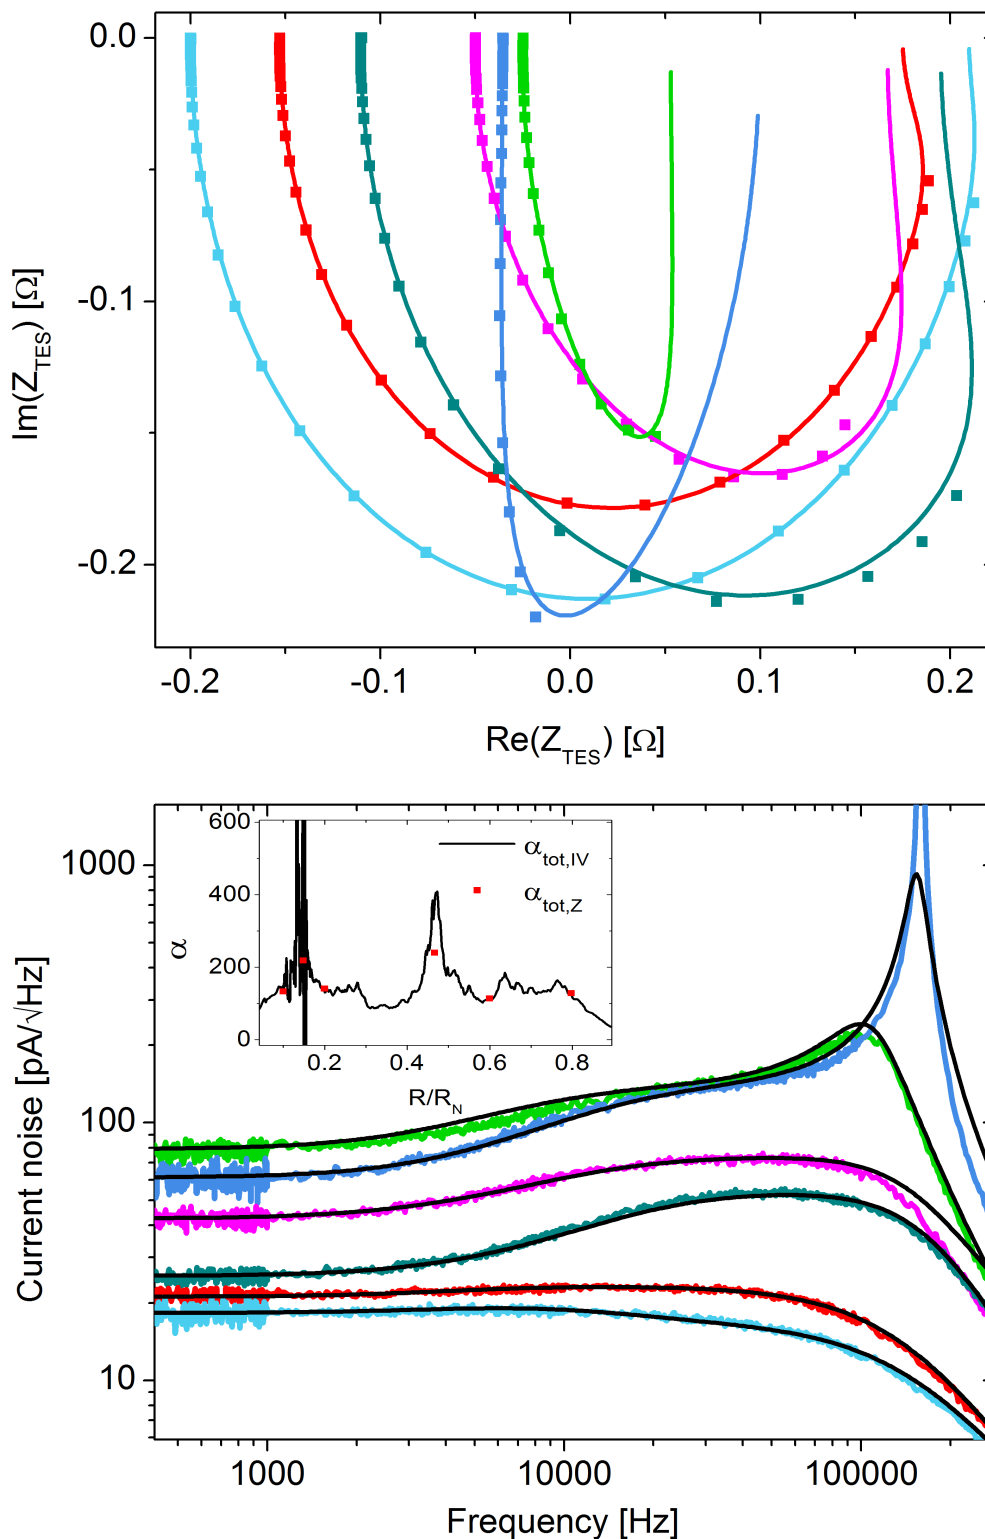 0.0
-0.1
-0.2
Im(Z_TES) [Ω]
-0.2 -0.1 0.0 0.1 0.2
Re(Z_TES) [Ω]
1000
100
10
Current noise [pA/√Hz]
600
400
200
0
α
α_tot,IV
α_tot,Z
0.2 0.4 0.6 0.8
R/R_N
1000 10000 100000
Frequency [Hz]